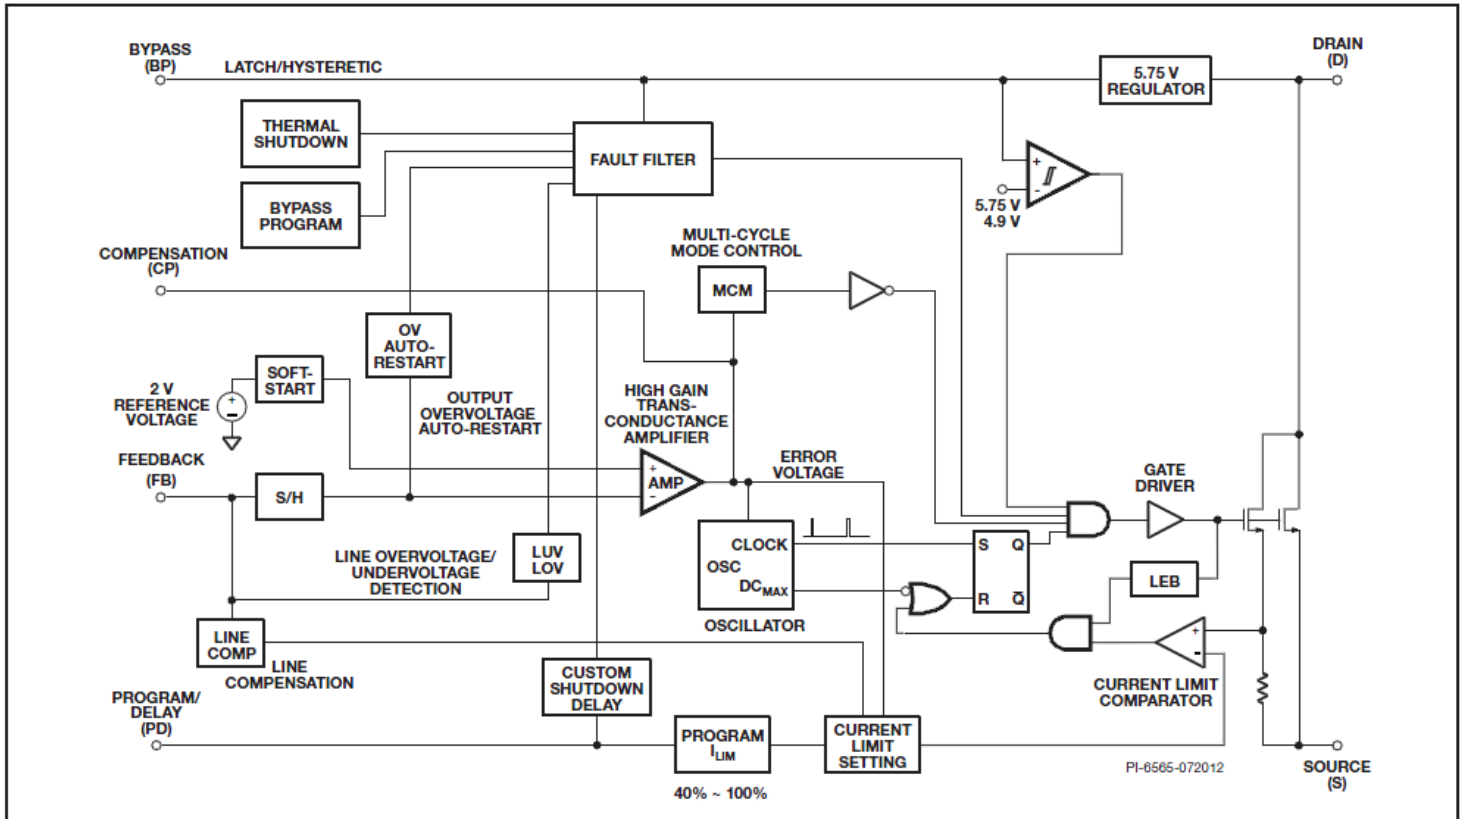 BYPASS
(BP)
LATCH/HYSTERETIC
DRAIN
(D)
5.75 V
REGULATOR
THERMAL
SHUTDOWN
FAULT FILTER
+
-
5.75 V
4.9 V
BYPASS
PROGRAM
MULTI-CYCLE
MODE CONTROL
COMPENSATION
(CP)
MCM
OV
AUTO-
RESTART
SOFT-
START
2 V
REFERENCE
VOLTAGE
+
-
OUTPUT
OVERVOLTAGE
AUTO-RESTART
HIGH GAIN
TRANS-
CONDUCTANCE
AMPLIFIER
FEEDBACK
(FB)
S/H
+
AMP
-
ERROR
VOLTAGE
GATE
DRIVER
CLOCK
OSC
DCMAX
OSCILLATOR
S Q
R Q̅
LEB
LINE OVERVOLTAGE/
UNDERVOLTAGE
DETECTION
LUV
LOV
LINE
COMP
LINE
COMPENSATION
CUSTOM
SHUTDOWN
DELAY
+
-
CURRENT LIMIT
COMPARATOR
PROGRAM/
DELAY
(PD)
PROGRAM
ILIM
40% ~ 100%
CURRENT
LIMIT
SETTING
PI-6565-072012
SOURCE
(S)